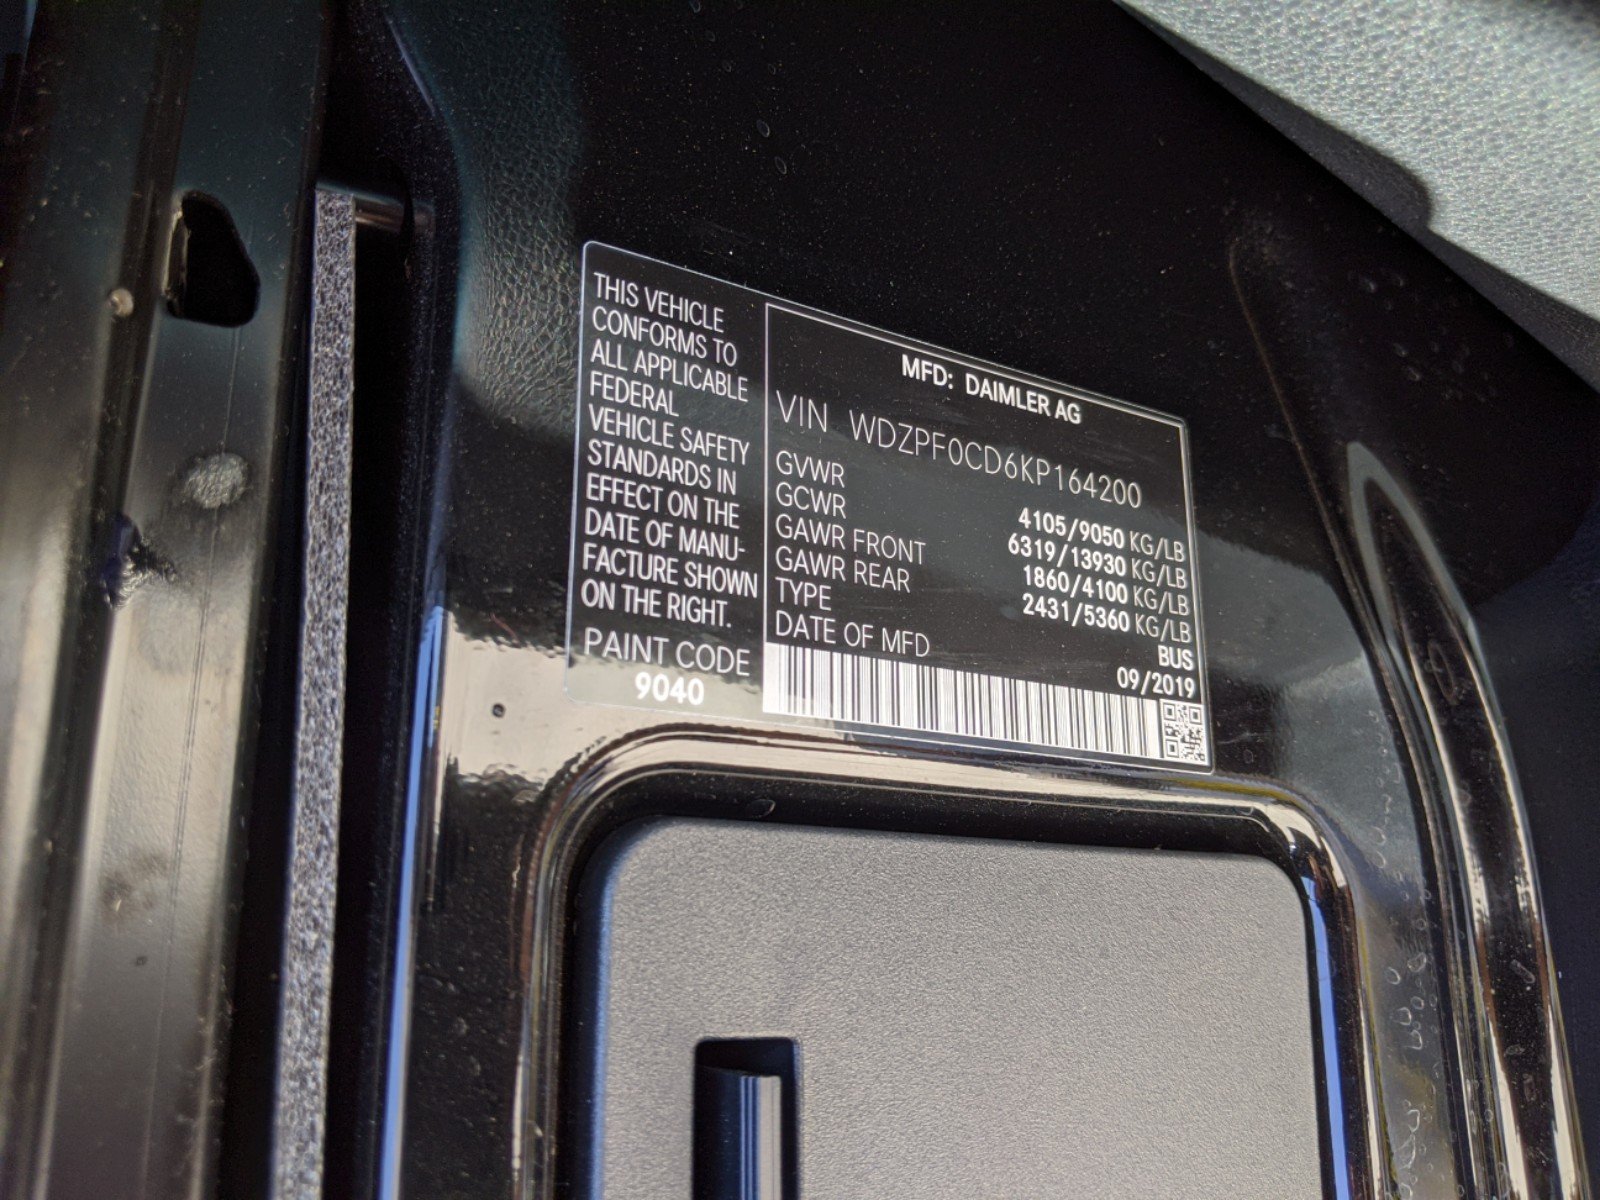 THIS VEHICLE
CONFORMS TO
ALL APPLICABLE
FEDERAL
VEHICLE SAFETY
STANDARDS IN
EFFECT ON THE
DATE OF MANU-
FACTURE SHOWN
ON THE RIGHT.
PAINT CODE
9040
MFD: DAIMLER AG
VIN WDZPF0CD6KP164200
GVWR 4105/9050 KG/LB
GCWR 6319/13930 KG/LB
GAWR FRONT 1860/4100 KG/LB
GAWR REAR 2431/5360 KG/LB
TYPE BUS
DATE OF MFD 09/2019